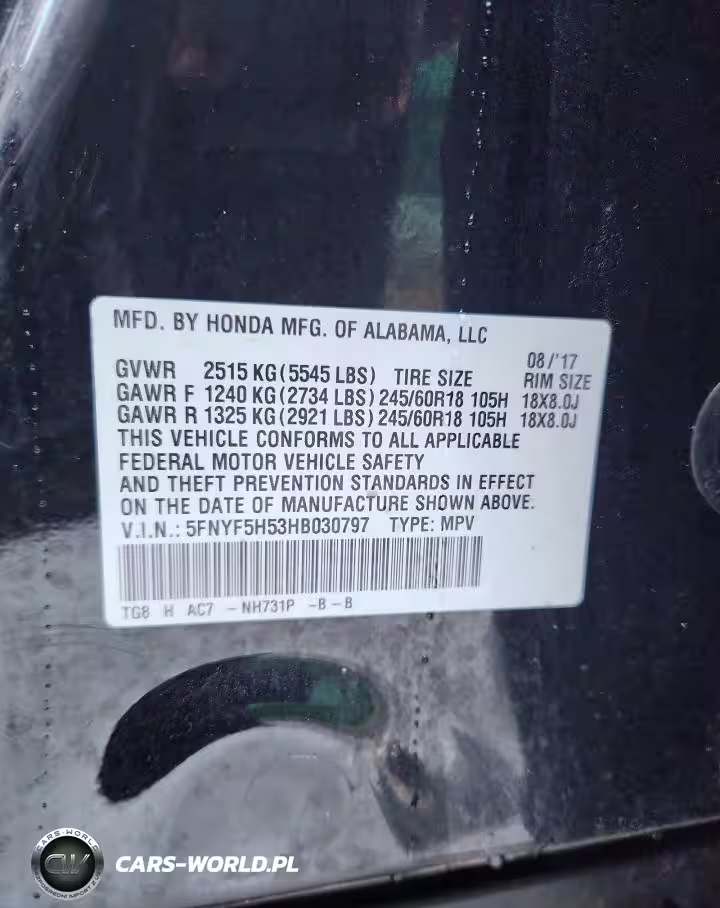 MFD. BY HONDA MFG. OF ALABAMA, LLC
08/'17
GVWR 2515 KG (5545 LBS) TIRE SIZE RIM SIZE
GAWR F 1240 KG (2734 LBS) 245/60R18 105H 18X8.0J
GAWR R 1325 KG (2921 LBS) 245/60R18 105H 18X8.0J
THIS VEHICLE CONFORMS TO ALL APPLICABLE
FEDERAL MOTOR VEHICLE SAFETY
AND THEFT PREVENTION STANDARDS IN EFFECT
ON THE DATE OF MANUFACTURE SHOWN ABOVE.
V.I.N.: 5FNYF5H53HB030797 TYPE: MPV
TG8 H AC7 -NH731P -B-B
CARS-WORLD
CW
CARS-WORLD.PL